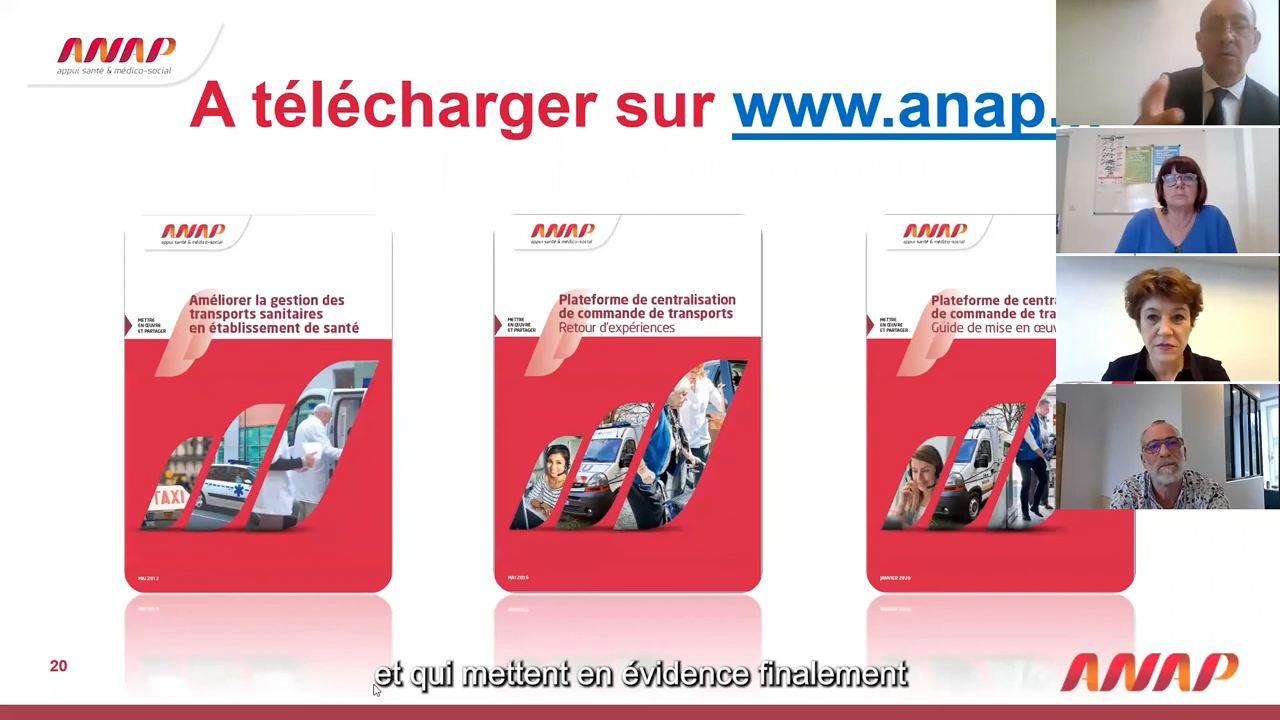 ANAP
appui santé & médico-social
A télécharger sur www.anap.
ANAP
appui santé & médico-social
Améliorer la gestion des
transports sanitaires
en établissement de santé
METTRE
EN ŒUVRE
ET PARTAGER
TAXI
MAI 2013
ANAP
appui santé & médico-social
Plateforme de centralisation
de commande de transports
Retour d'expériences
METTRE
EN ŒUVRE
ET PARTAGER
ANAP
appui santé & médico-social
Plateforme de centra
de commande de tra
Guide de mise en œuv
METTRE
EN ŒUVRE
ET PARTAGER
JANVIER 2020
20
et qui mettent en évidence finalement
ANAP